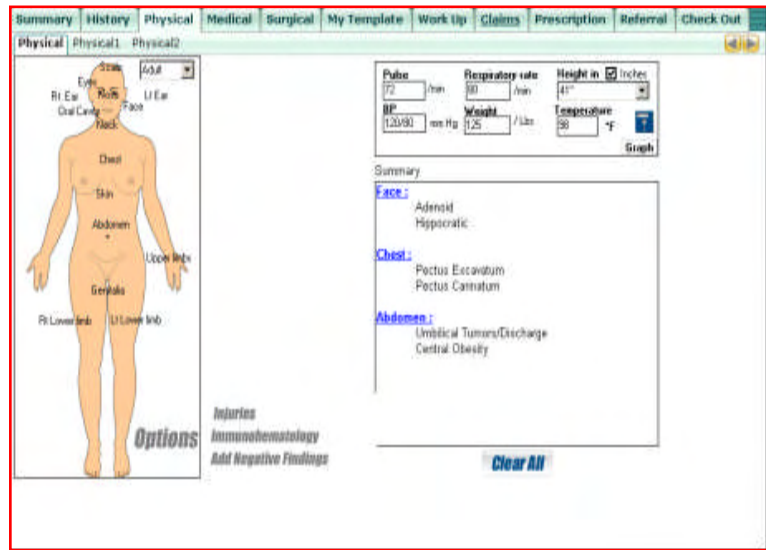 Summary History Physical Medical Surgical My Template Work Up Claims Prescription Referral Check Out
Physical Physical1 Physical2
Scalp
Adult
Eyes
Nose
Rt Ear
Lt Ear
Face
Oral Cavity
Neck
Chest
Skin
Abdomen
Upper limbs
Genitalia
Rt Lower limb Lt Lower limb
Options
Injuries
Immunohematology
Add Negative Findings
Pulse Respiratory rate Height in Inches
72 /min /min 41"
BP Weight Temperature
120/80 mm Hg 125 / Lbs 98 °F
Graph
Summary
Face :
Adenoid
Hippocratic
Chest :
Pectus Excavatum
Pectus Carinatum
Abdomen :
Umbilical Tumors/Discharge
Central Obesity
Clear All